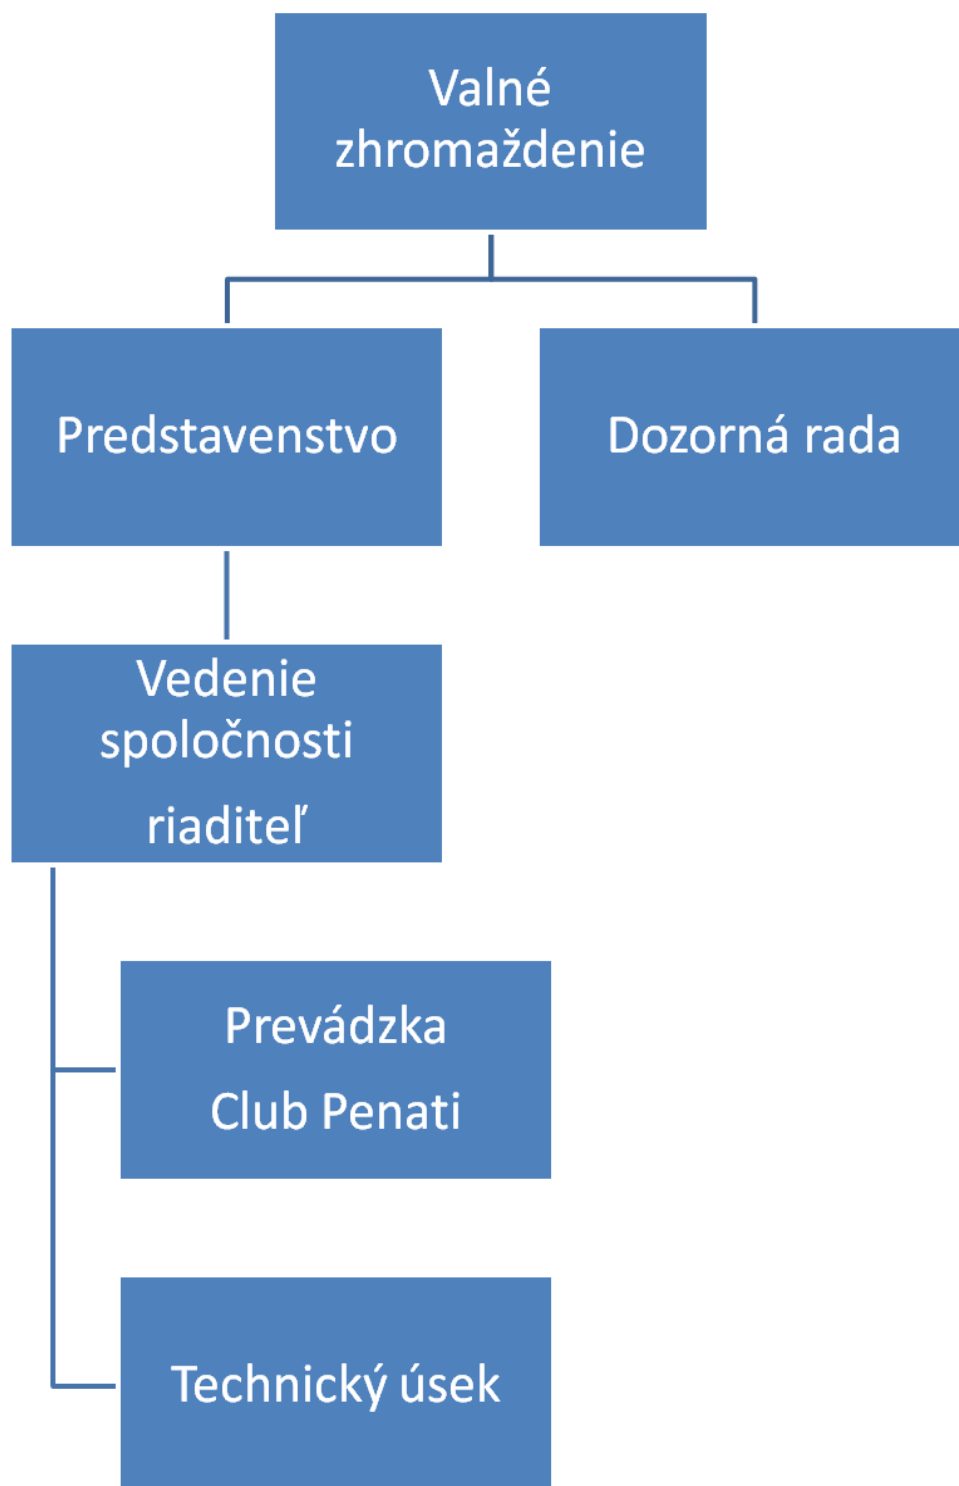 Valné
zhromaždenie
Predstavenstvo
Dozorná rada
Vedenie
spoločnosti
riaditeľ
Prevádzka
Club Penati
Technický úsek